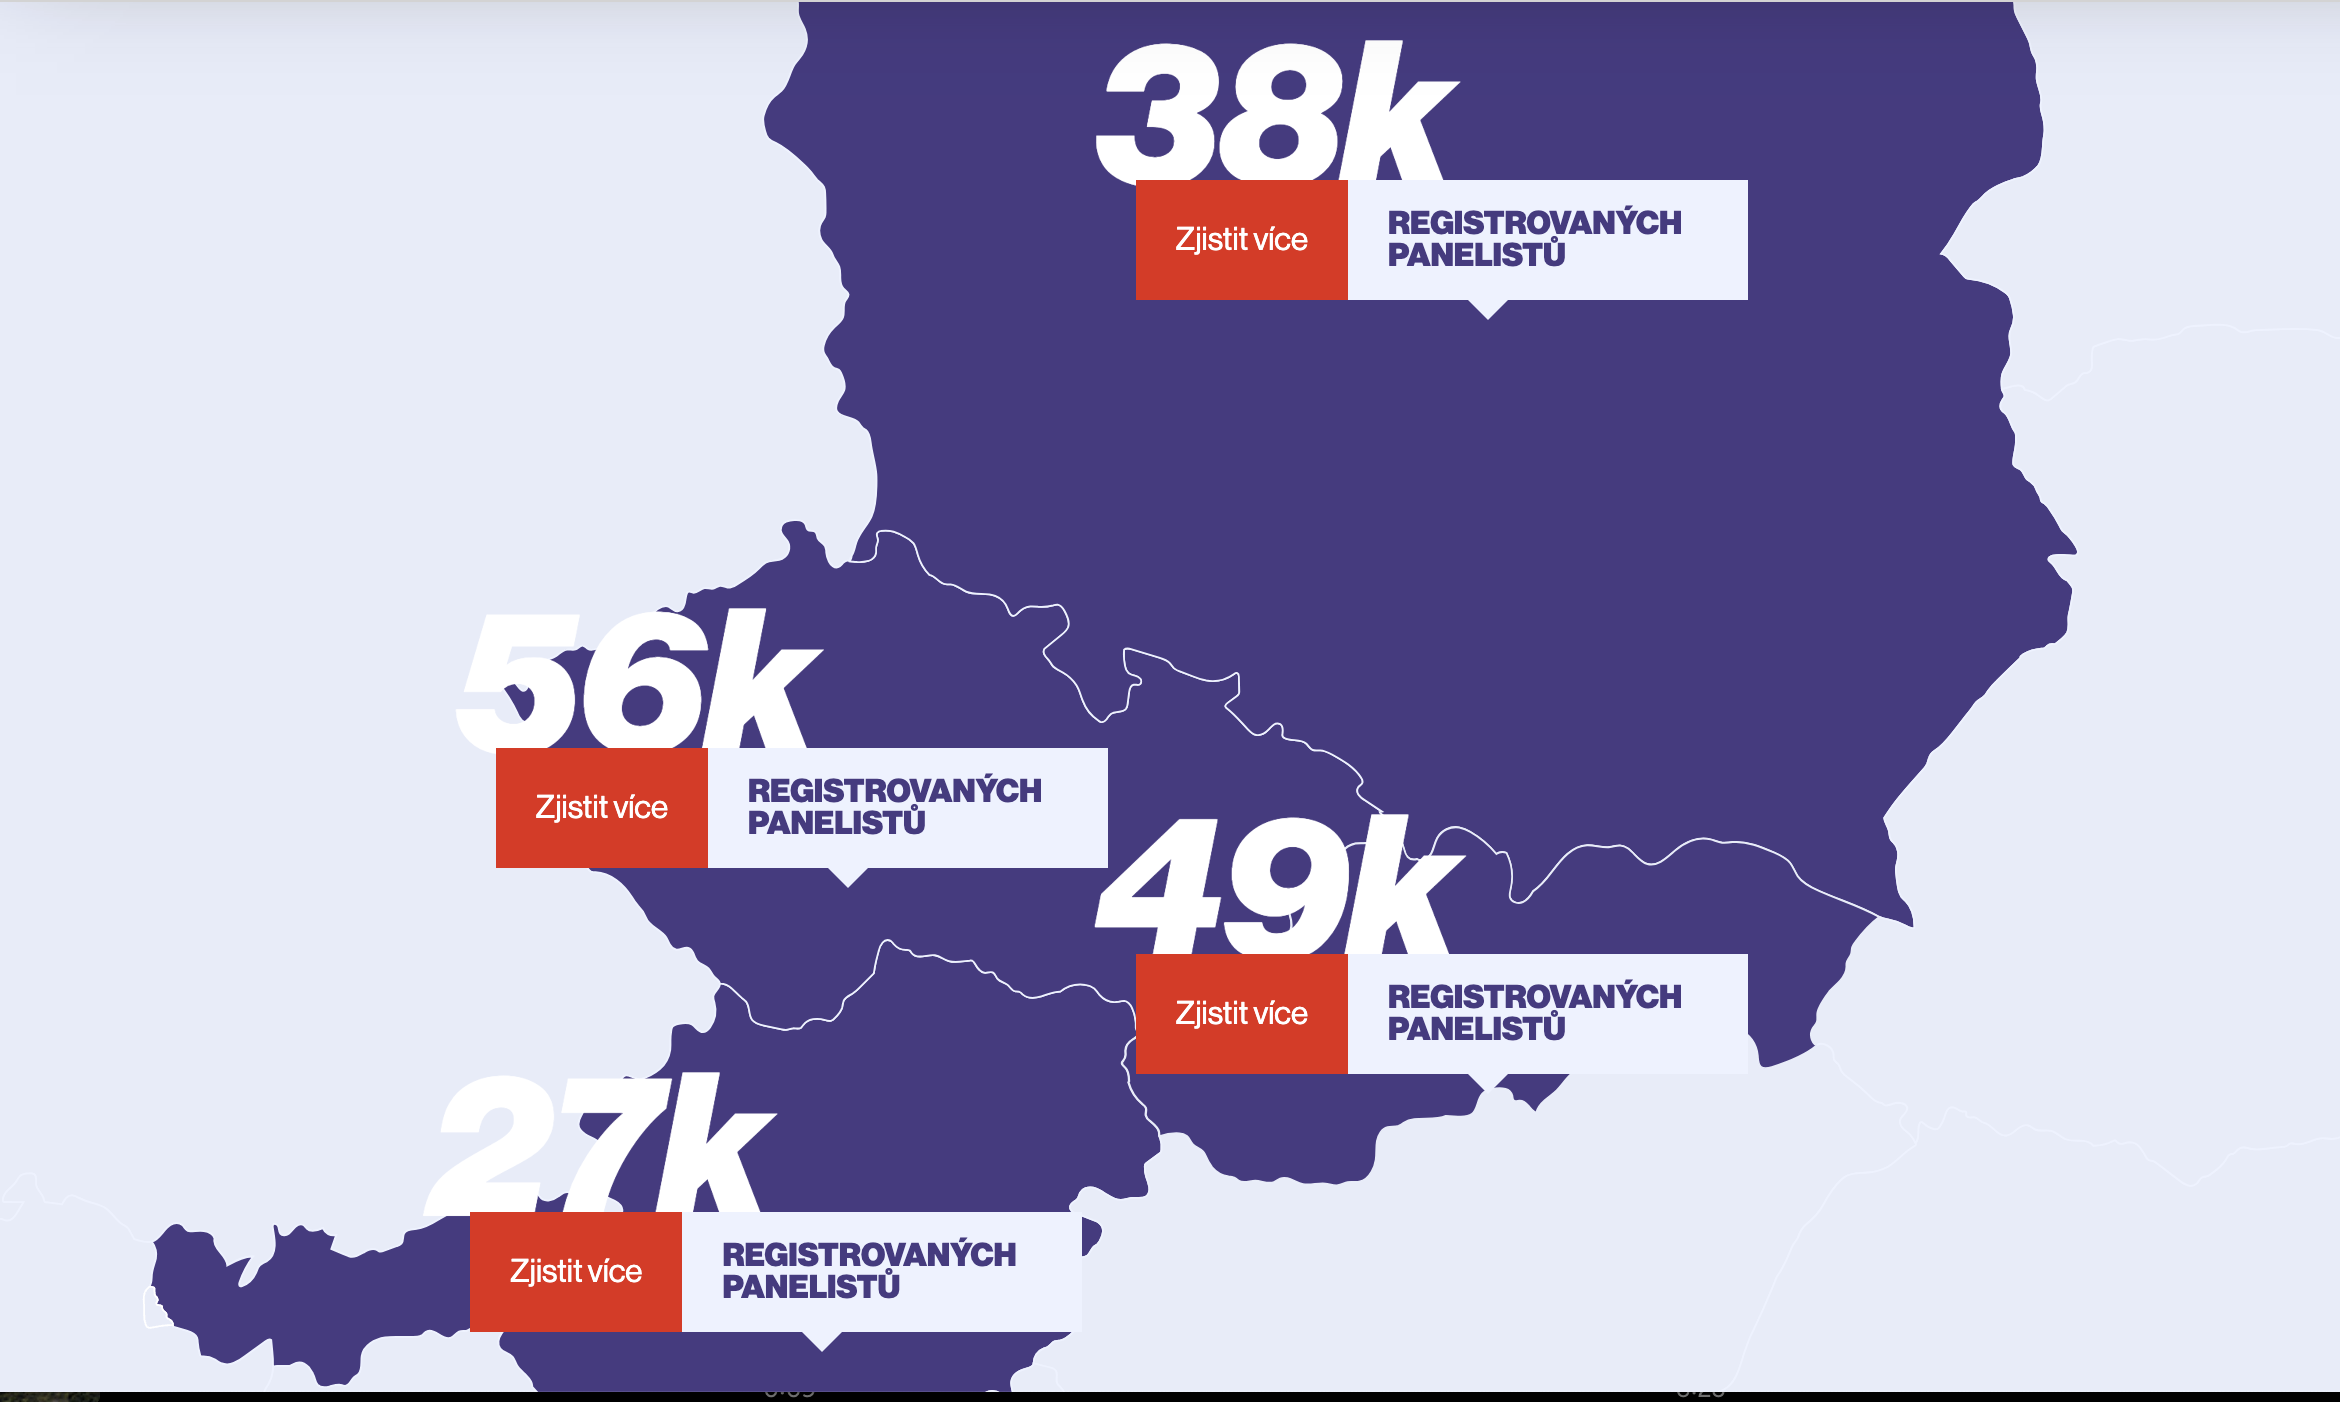 38k
Zjistit více
REGISTROVANÝCH
PANELISTŮ
56k
Zjistit více
REGISTROVANÝCH
PANELISTŮ
49k
Zjistit více
REGISTROVANÝCH
PANELISTŮ
27k
Zjistit více
REGISTROVANÝCH
PANELISTŮ